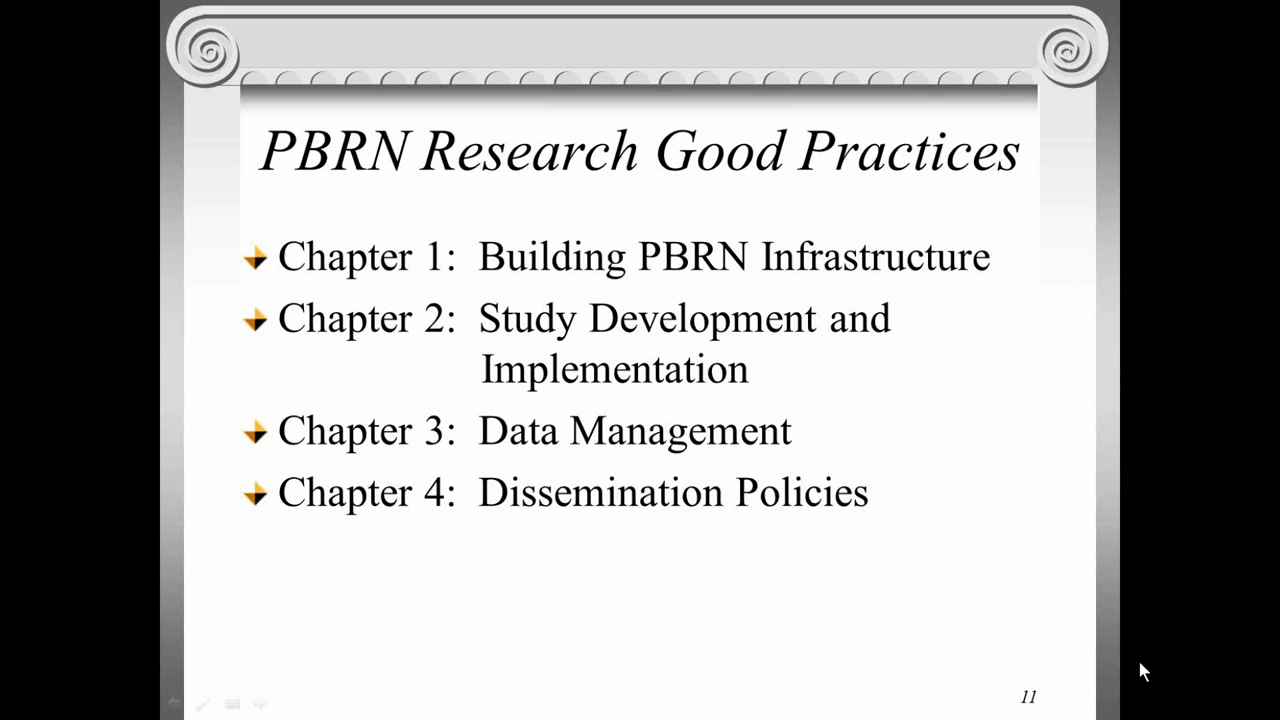 PBRN Research Good Practices
Chapter 1: Building PBRN Infrastructure
Chapter 2: Study Development and
Implementation
Chapter 3: Data Management
Chapter 4: Dissemination Policies
11